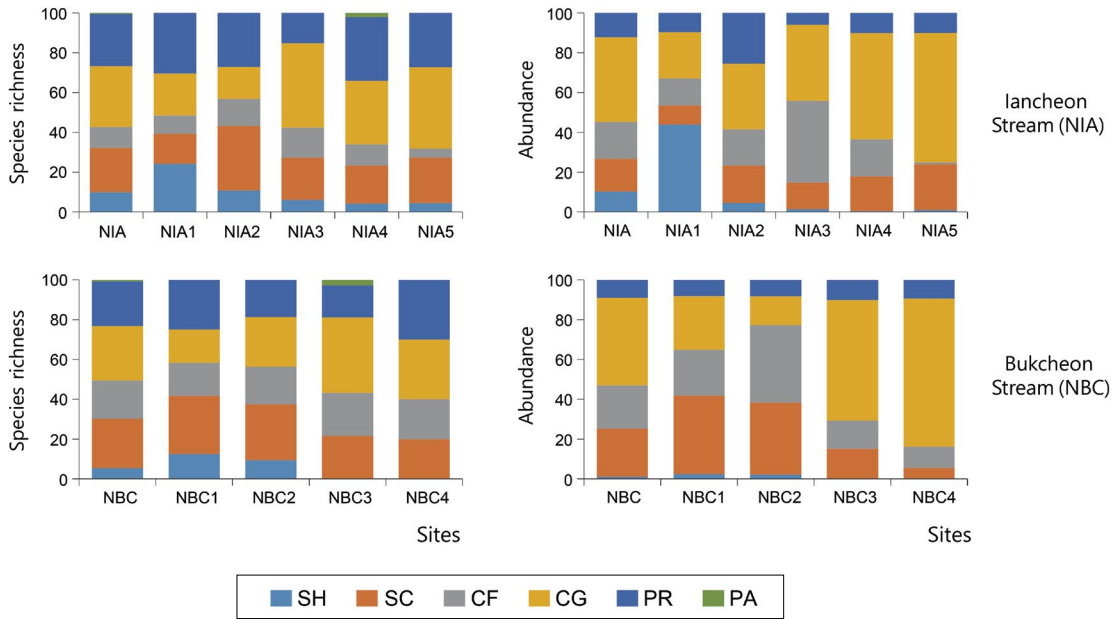 Species richness
100
80
60
40
20
0
NIA NIA1 NIA2 NIA3 NIA4 NIA5
Abundance
100
80
60
40
20
0
NIA NIA1 NIA2 NIA3 NIA4 NIA5
Iancheon
Stream (NIA)
Species richness
100
80
60
40
20
0
NBC NBC1 NBC2 NBC3 NBC4
Sites
Abundance
100
80
60
40
20
0
NBC NBC1 NBC2 NBC3 NBC4
Sites
Bukcheon
Stream (NBC)
SH SC CF CG PR PA